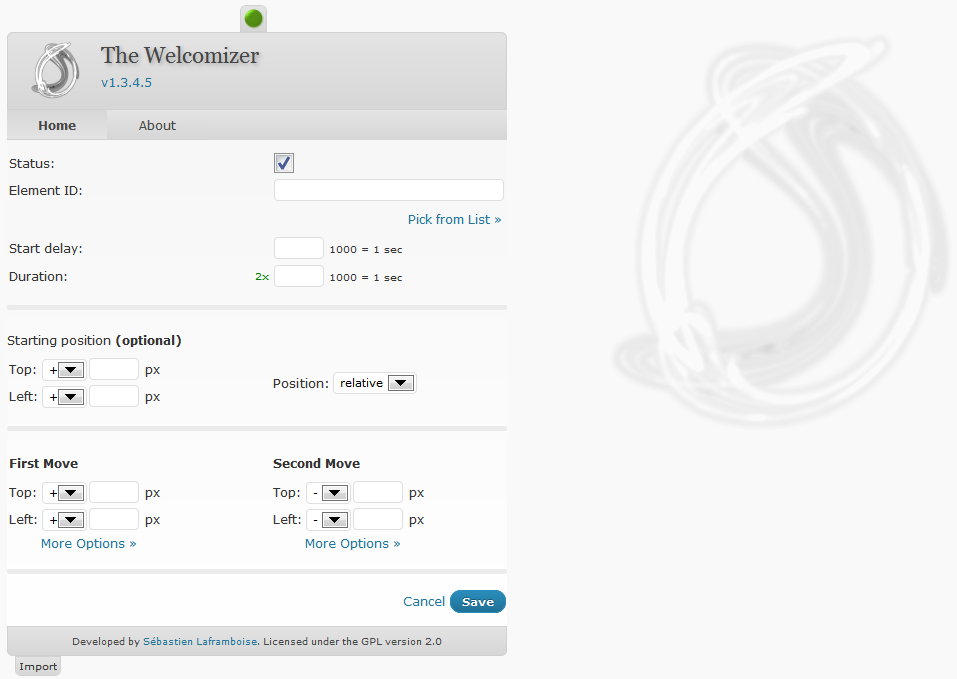 The Welcomizer
v1.3.4.5
Home About
Status:
Element ID:
Pick from List »
Start delay: 1000 = 1 sec
Duration: 2x 1000 = 1 sec
Starting position (optional)
Top: + px
Left: + px
Position: relative
First Move Second Move
Top: + px Top: - px
Left: + px Left: - px
More Options » More Options »
Cancel Save
Developed by Sébastien Laframboise. Licensed under the GPL version 2.0
Import